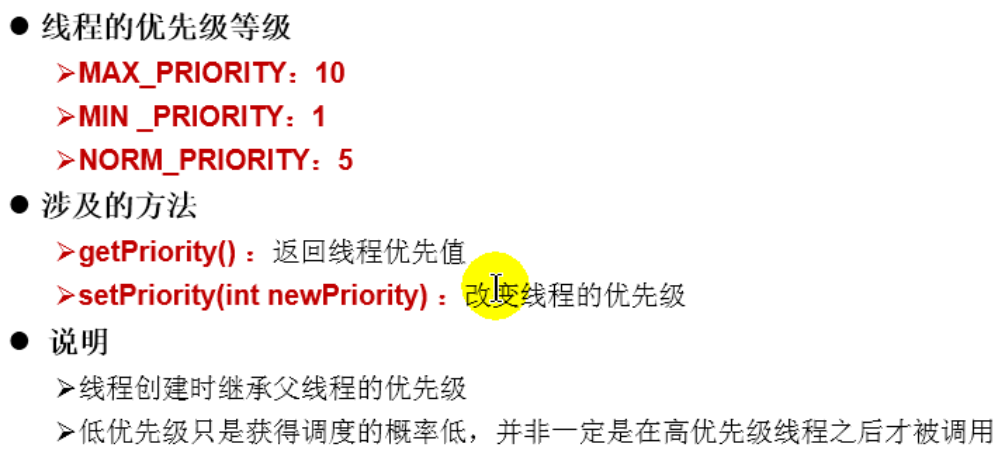 线程的优先级等级
MAX_PRIORITY：10
MIN _PRIORITY：1
NORM_PRIORITY：5
涉及的方法
getPriority() ：返回线程优先值
setPriority(int newPriority) ：改变线程的优先级
说明
线程创建时继承父线程的优先级
低优先级只是获得调度的概率低，并非一定是在高优先级线程之后才被调用